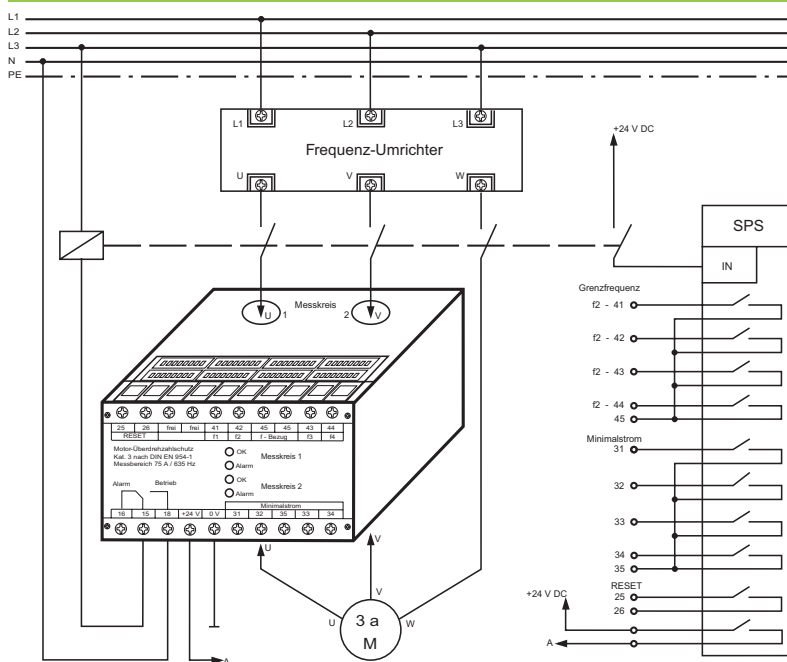 L1
L2
L3
N
PE
L1 L2 L3
Frequenz-Umrichter
U V W
+24 V DC
SPS
IN
Messkreis
U 1 2 V
Grenzfrequenz
f2 - 41
f2 - 42
f2 - 43
f2 - 44
45
Minimalstrom
31
32
33
34
35
RESET
25
26
+24 V DC
A
25 26 frei frei 41 42 45 45 43 44
RESET f1 f2 f - Bezug f3 f4
Motor-Überdrehzahlschutz
Kat. 3 nach DIN EN 954-1
Messbereich 75 A / 635 Hz
OK
Alarm
Messkreis 1
OK
Alarm
Messkreis 2
Alarm Betrieb
Minimalstrom
16 15 18 +24 V 0 V 31 32 35 33 34
U V
U V W
3 a
M
A